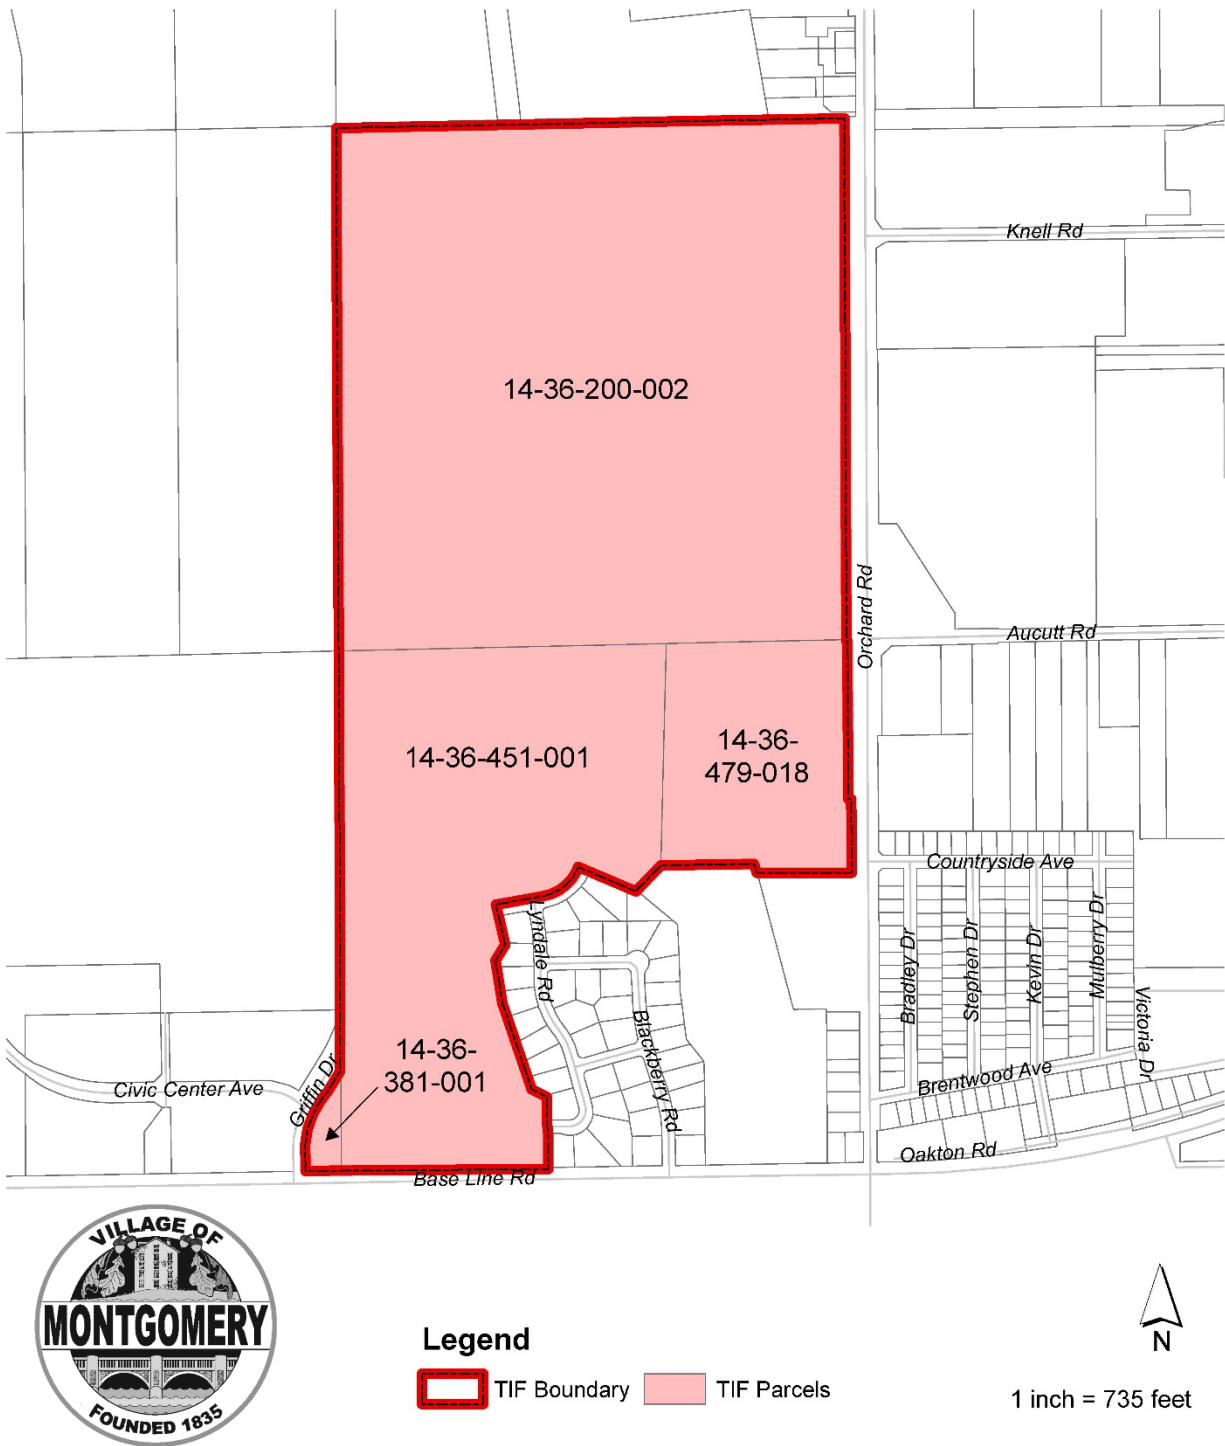 Knell Rd
14-36-200-002
Orchard Rd
Aucutt Rd
14-36-451-001
14-36-
479-018
Countryside Ave
Lyndale Rd
Blackberry Rd
Bradley Dr
Stephen Dr
Kevin Dr
Mulberry Dr
Victoria Dr
14-36-
381-001
Civic Center Ave
Griffin Dr
Brentwood Ave
Oakton Rd
Base Line Rd
VILLAGE OF
MONTGOMERY
FOUNDED 1835
Legend
TIF Boundary
TIF Parcels
N
1 inch = 735 feet